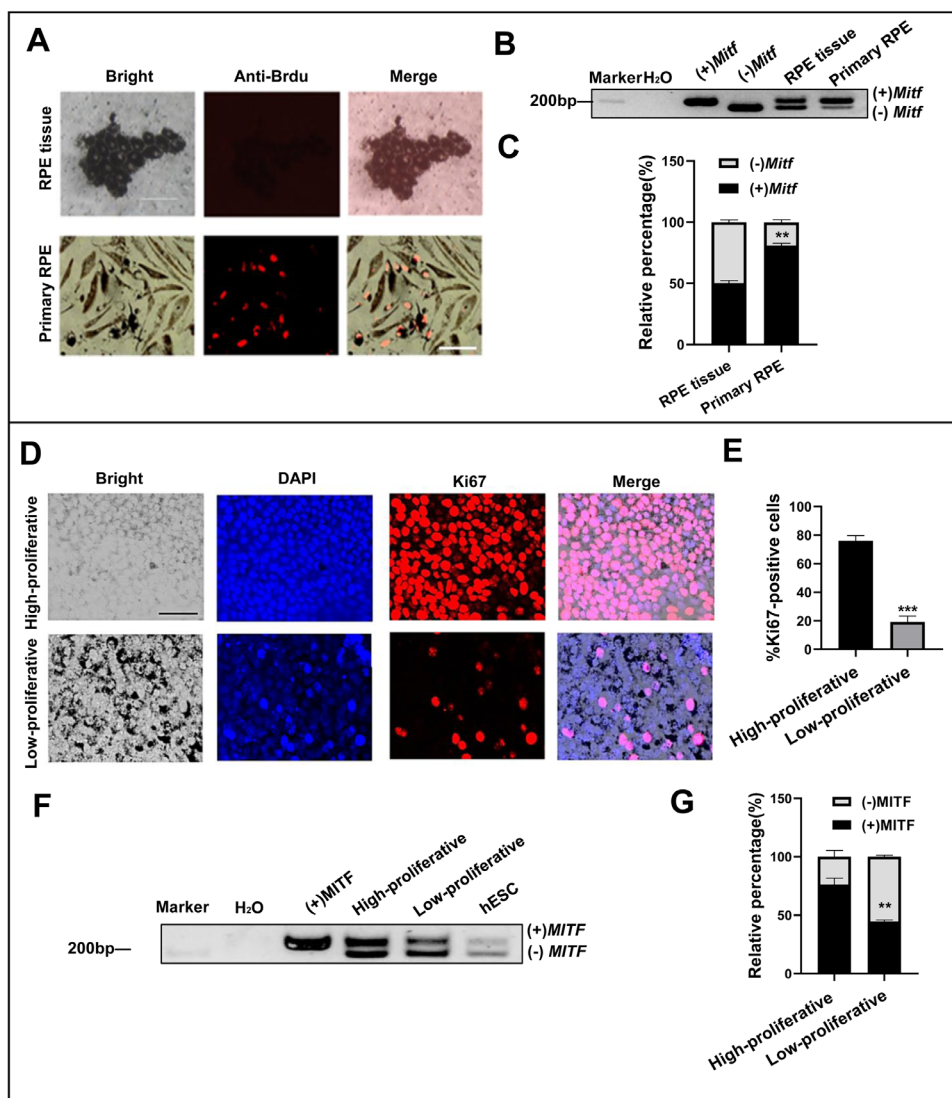 A
Bright
Anti-Brdu
Merge
RPE tissue
Primary RPE
B
Marker
H₂O
(+)Mitf
(-)Mitf
RPE tissue
Primary RPE
200bp
(+)Mitf
(-) Mitf
C
(-)Mitf
(+)Mitf
Relative percentage(%)
150
100
50
0
**
RPE tissue
Primary RPE
D
Bright
DAPI
Ki67
Merge
High-proliferative
Low-proliferative
E
%Ki67-positive cells
100
80
60
40
20
0
***
High-proliferative
Low-proliferative
F
Marker
H₂O
(+)MITF
High-proliferative
Low-proliferative
hESC
200bp
(+)MITF
(-) MITF
G
(-)MITF
(+)MITF
Relative percentage(%)
150
100
50
0
**
High-proliferative
Low-proliferative